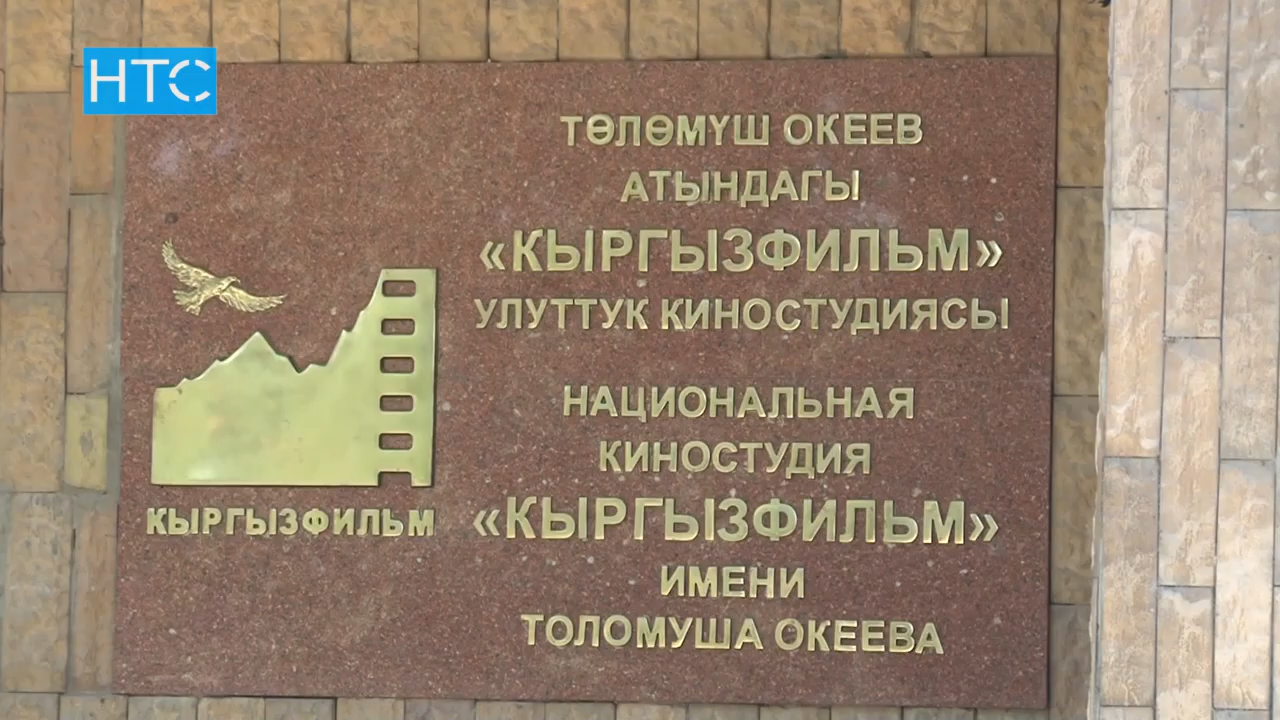 НТС
ТӨЛӨМҮШ ОКЕЕВ
АТЫНДАГЫ
«КЫРГЫЗФИЛЬМ»
УЛУТТУК КИНОСТУДИЯСЫ
НАЦИОНАЛЬНАЯ
КИНОСТУДИЯ
«КЫРГЫЗФИЛЬМ»
ИМЕНИ
ТОЛОМУША ОКЕЕВА
КЫРГЫЗФИЛЬМ